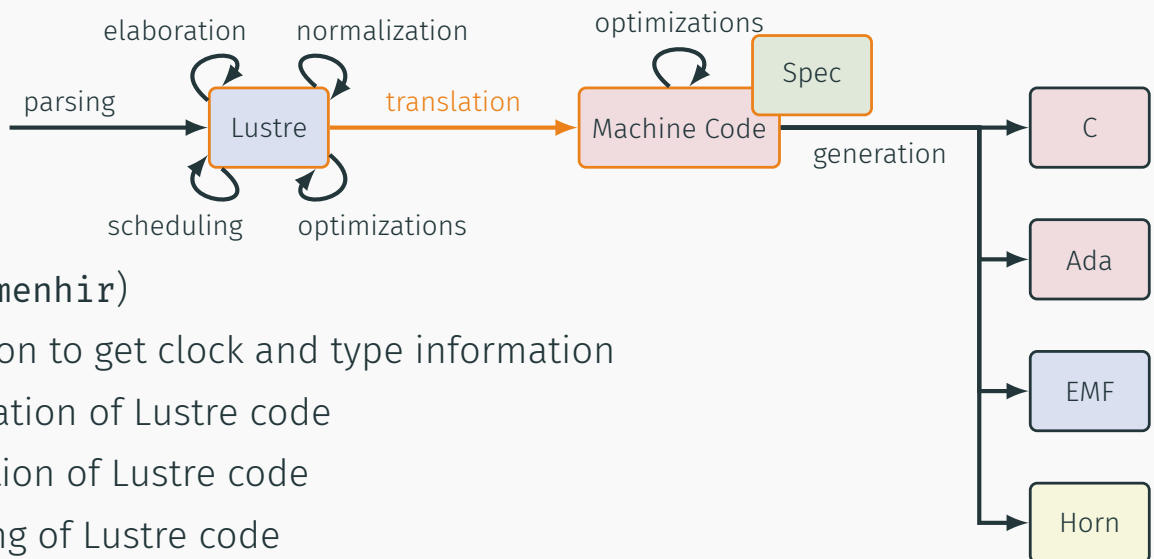 elaboration
normalization
optimizations
Spec
parsing
Lustre
translation
Machine Code
C
generation
scheduling
optimizations
Ada
menhir)
on to get clock and type information
EMF
ation of Lustre code
tion of Lustre code
ng of Lustre code
Horn